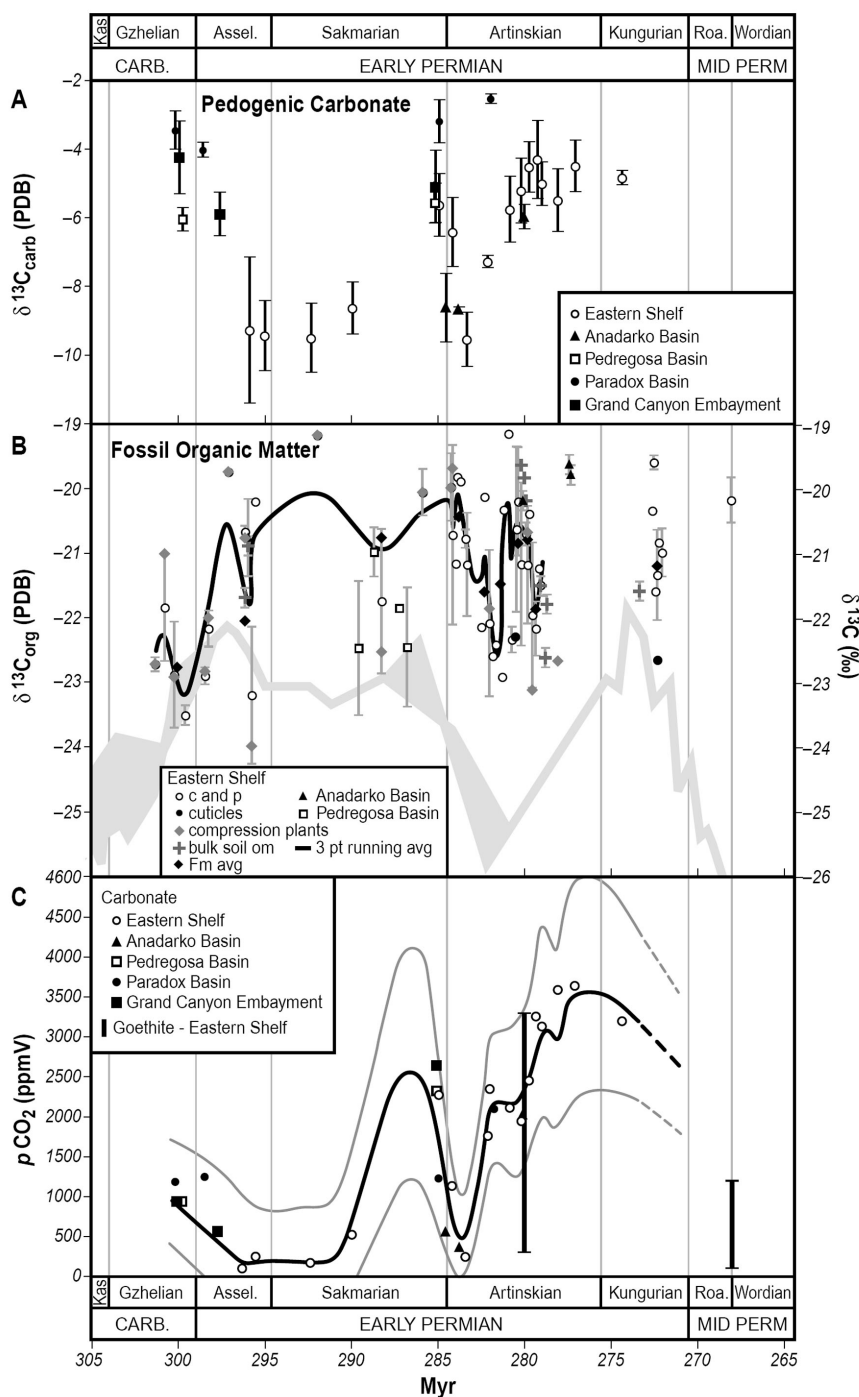 Kas Gzhelian Assel. Sakmarian Artinskian Kungurian Roa. Wordian
CARB. EARLY PERMIAN MID PERM
A Pedogenic Carbonate
δ 13Ccarb (PDB)
−2
−4
−6
−8
−10
Eastern Shelf
Anadarko Basin
Pedregosa Basin
Paradox Basin
Grand Canyon Embayment
B Fossil Organic Matter
δ 13Corg (PDB)
−19
−20
−21
−22
−23
−24
−25
δ 13C (‰)
−19
−20
−21
−22
−23
−24
−25
−26
Eastern Shelf
c and p
cuticles
compression plants
bulk soil om
Fm avg
Anadarko Basin
Pedregosa Basin
3 pt running avg
C
pCO2 (ppmV)
4600
4500
4000
3500
3000
2500
2000
1500
1000
500
0
Carbonate
Eastern Shelf
Anadarko Basin
Pedregosa Basin
Paradox Basin
Grand Canyon Embayment
Goethite - Eastern Shelf
Kas Gzhelian Assel. Sakmarian Artinskian Kungurian Roa. Wordian
CARB. EARLY PERMIAN MID PERM
305 300 295 290 285 280 275 270 265
Myr